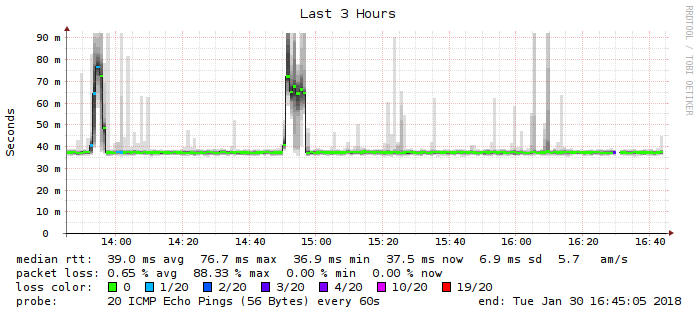 Last 3 Hours
RRDTOOL / TOBI OETIKER
Seconds
90 m
80 m
70 m
60 m
50 m
40 m
30 m
20 m
10 m
0
14:00 14:20 14:40 15:00 15:20 15:40 16:00 16:20 16:40
median rtt: 39.0 ms avg 76.7 ms max 36.9 ms min 37.5 ms now 6.9 ms sd 5.7 am/s
packet loss: 0.65 % avg 88.33 % max 0.00 % min 0.00 % now
loss color: 0 1/20 2/20 3/20 4/20 10/20 19/20
probe: 20 ICMP Echo Pings (56 Bytes) every 60s end: Tue Jan 30 16:45:05 2018